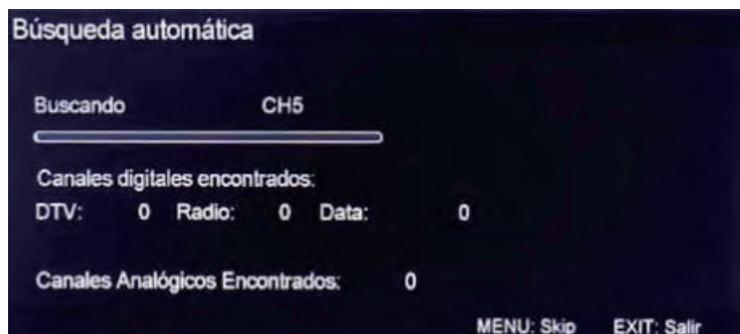 Búsqueda automática
Buscando CH5
Canales digitales encontrados:
DTV: 0 Radio: 0 Data: 0
Canales Analógicos Encontrados: 0
MENU: Skip EXIT: Salir